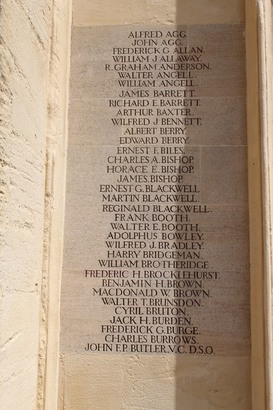 ALFRED AGG.
JOHN AGG.
FREDERICK G. ALLAN.
WILLIAM J. ALLAWAY.
R. GRAHAM ANDERSON.
WALTER ANGELL.
WILLIAM ANGELL.
JAMES BARRETT.
RICHARD E. BARRETT.
ARTHUR BAXTER.
WILFRED J. BENNETT.
ALBERT BERRY.
EDWARD BERRY.
ERNEST F. BILES.
CHARLES A. BISHOP.
HORACE E. BISHOP.
JAMES. BISHOP.
ERNEST G. BLACKWELL.
MARTIN BLACKWELL.
REGINALD BLACKWELL.
FRANK BOOTH.
WALTER E. BOOTH.
ADOLPHUS BOWLEY.
WILFRED J. BRADLEY.
HARRY BRIDGEMAN.
WILLIAM BROTHERIDGE.
FREDERIC H. BROCKLEHURST.
BENJAMIN H. BROWN.
MACDONALD W. BROWN.
WALTER T. BRUNSDON.
CYRIL BRUTON.
JACK H. BURDEN.
FREDERICK G. BURGE.
CHARLES BURROWS.
JOHN F.P. BUTLER. V.C. D.S.O.